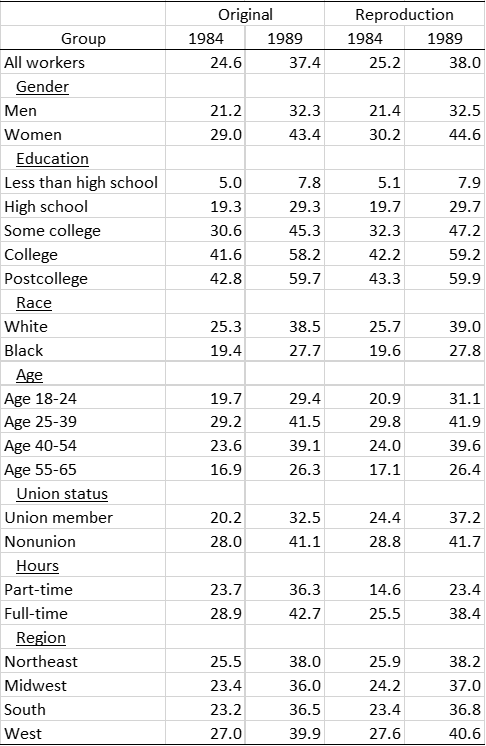 Original Reproduction
Group 1984 1989 1984 1989
All workers 24.6 37.4 25.2 38.0
Gender
Men 21.2 32.3 21.4 32.5
Women 29.0 43.4 30.2 44.6
Education
Less than high school 5.0 7.8 5.1 7.9
High school 19.3 29.3 19.7 29.7
Some college 30.6 45.3 32.3 47.2
College 41.6 58.2 42.2 59.2
Postcollege 42.8 59.7 43.3 59.9
Race
White 25.3 38.5 25.7 39.0
Black 19.4 27.7 19.6 27.8
Age
Age 18-24 19.7 29.4 20.9 31.1
Age 25-39 29.2 41.5 29.8 41.9
Age 40-54 23.6 39.1 24.0 39.6
Age 55-65 16.9 26.3 17.1 26.4
Union status
Union member 20.2 32.5 24.4 37.2
Nonunion 28.0 41.1 28.8 41.7
Hours
Part-time 23.7 36.3 14.6 23.4
Full-time 28.9 42.7 25.5 38.4
Region
Northeast 25.5 38.0 25.9 38.2
Midwest 23.4 36.0 24.2 37.0
South 23.2 36.5 23.4 36.8
West 27.0 39.9 27.6 40.6